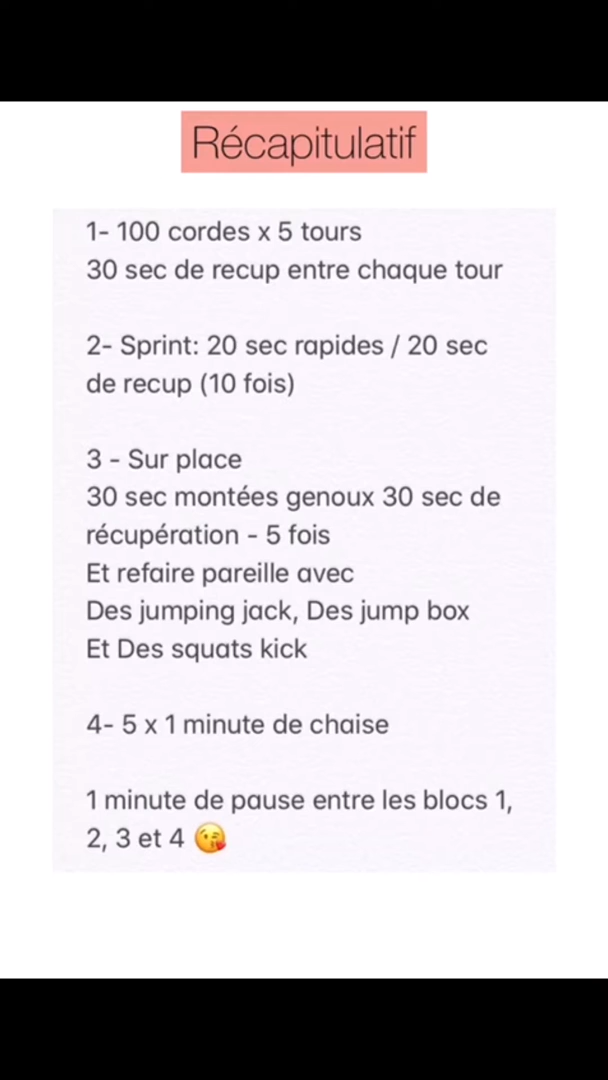 Récapitulatif
1- 100 cordes x 5 tours
30 sec de recup entre chaque tour
2- Sprint: 20 sec rapides / 20 sec
de recup (10 fois)
3 - Sur place
30 sec montées genoux 30 sec de
récupération - 5 fois
Et refaire pareille avec
Des jumping jack, Des jump box
Et Des squats kick
4- 5 x 1 minute de chaise
1 minute de pause entre les blocs 1,
2, 3 et 4 😘